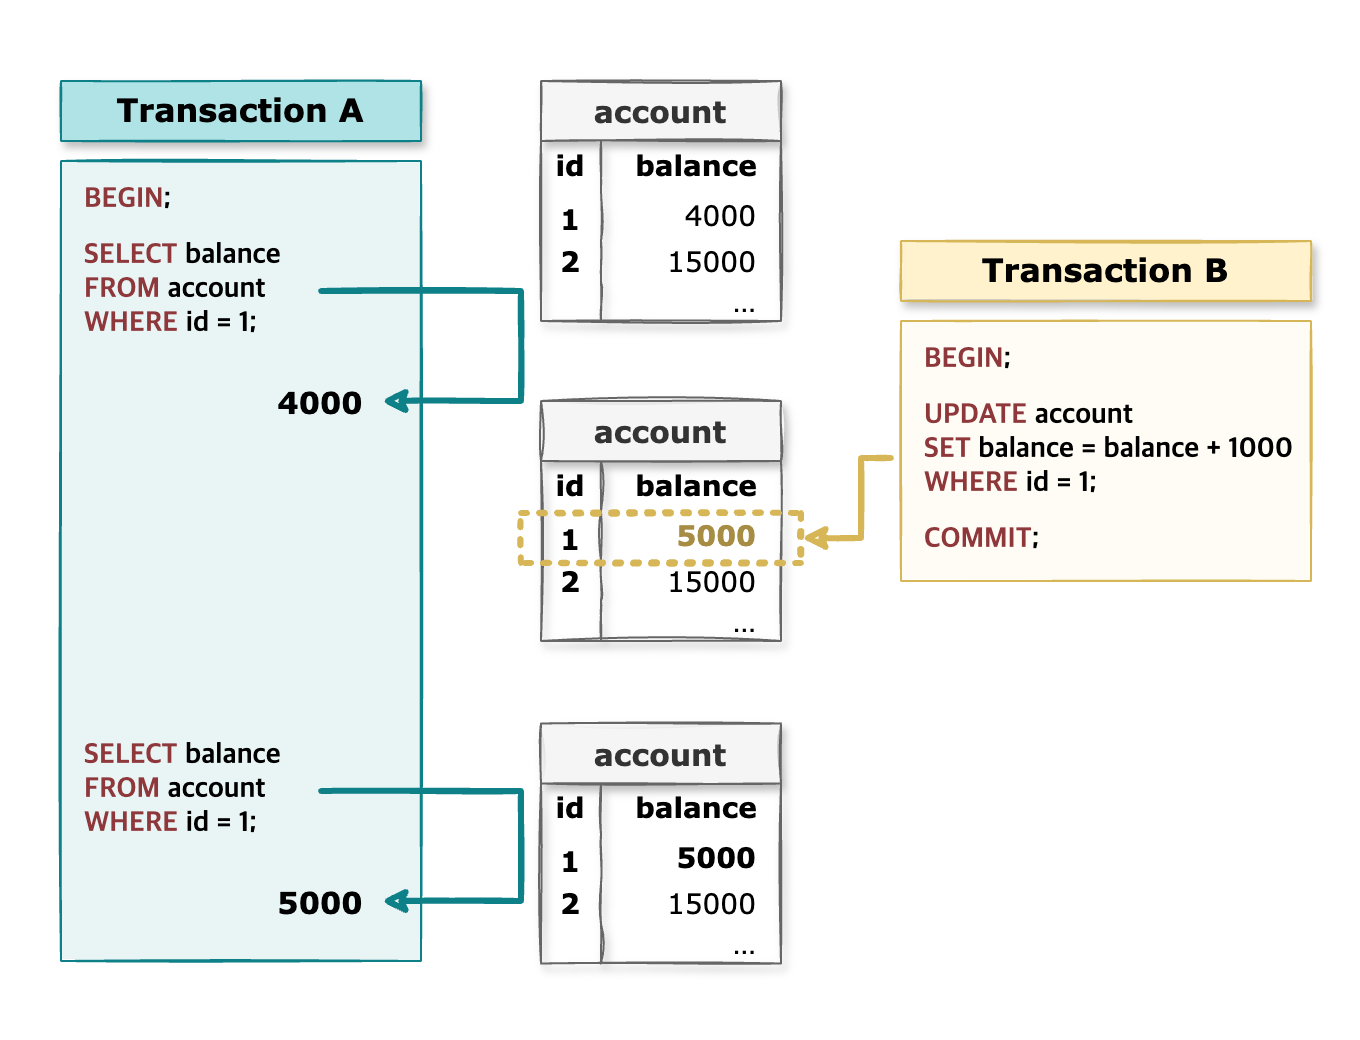 Transaction A
BEGIN;
SELECT balance
FROM account
WHERE id = 1;
4000
SELECT balance
FROM account
WHERE id = 1;
5000
account
id balance
1 4000
2 15000
...
account
id balance
1 5000
2 15000
...
account
id balance
1 5000
2 15000
...
Transaction B
BEGIN;
UPDATE account
SET balance = balance + 1000
WHERE id = 1;
COMMIT;